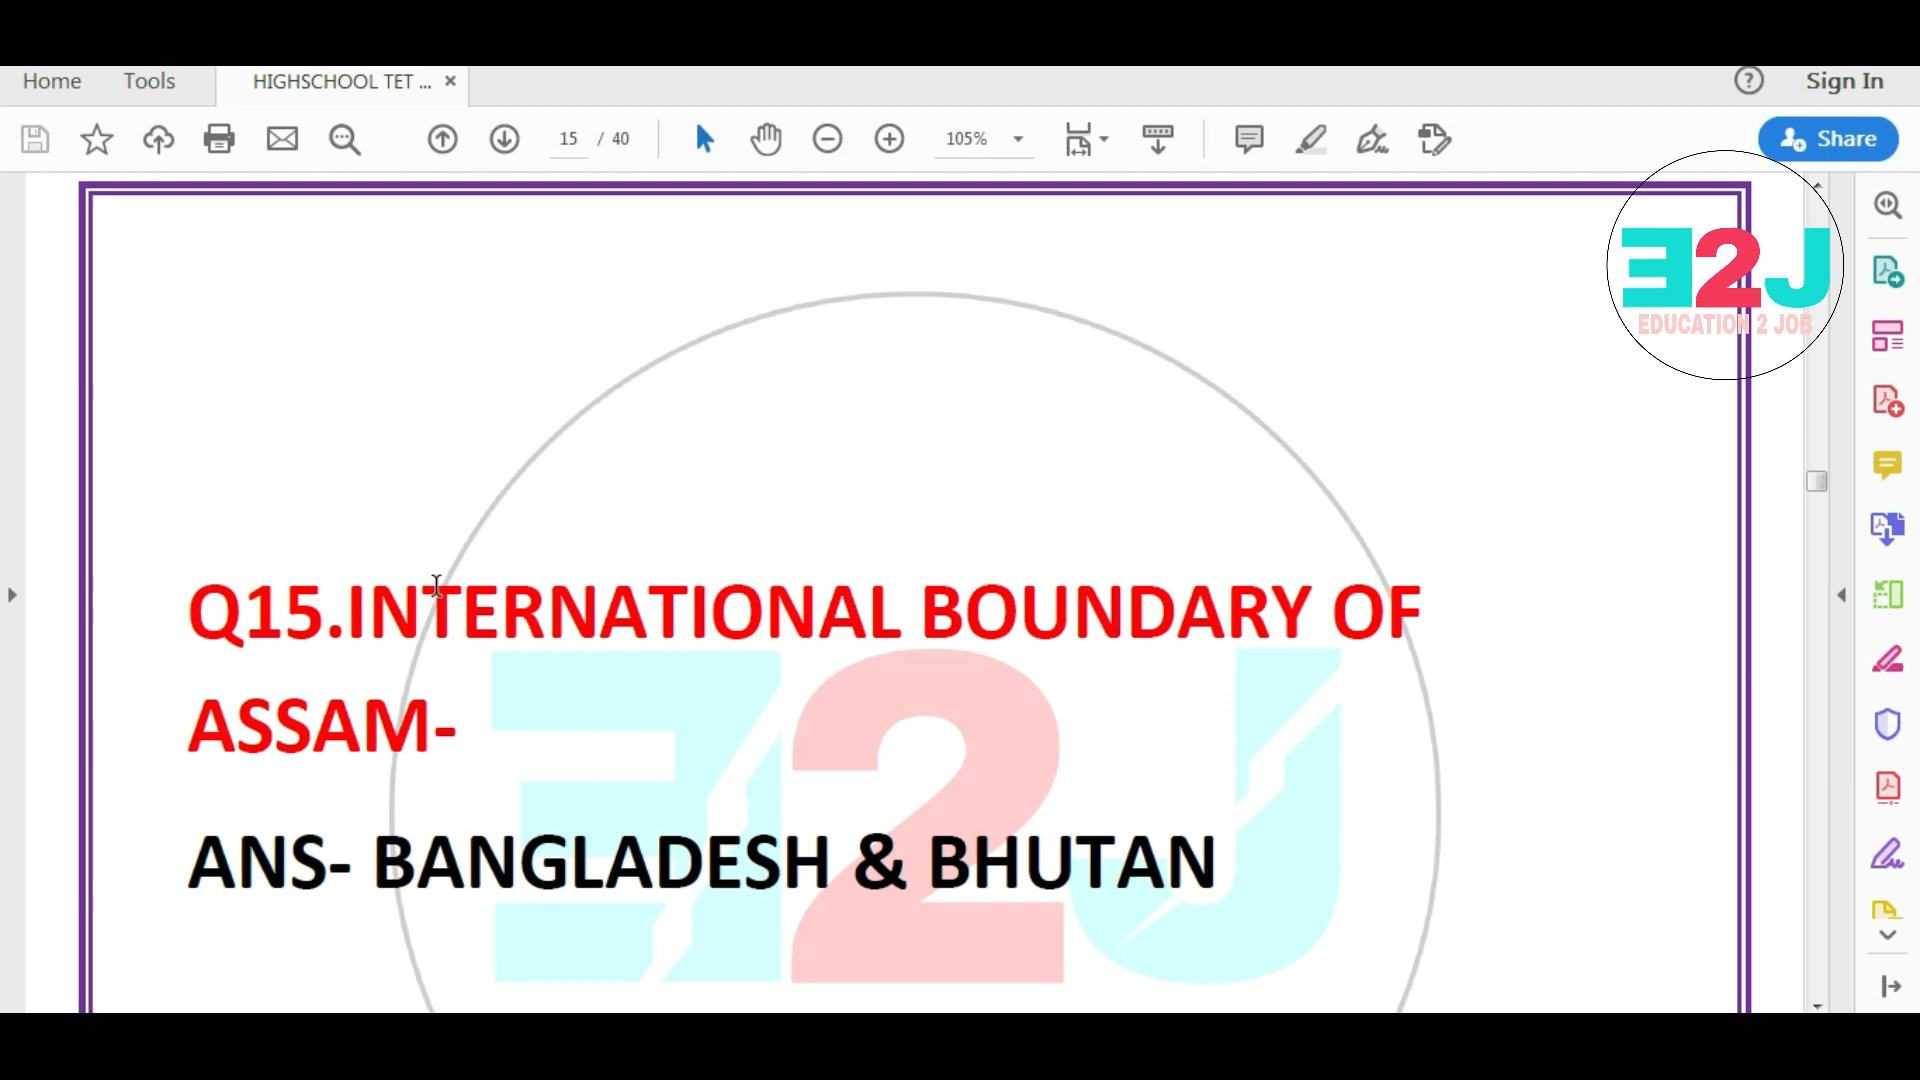 Home Tools HIGHSCHOOL TET ... Sign In
15 / 40 105% Share
E2J
EDUCATION 2 JOB
Q15.INTERNATIONAL BOUNDARY OF
ASSAM-
ANS- BANGLADESH & BHUTAN
E2J